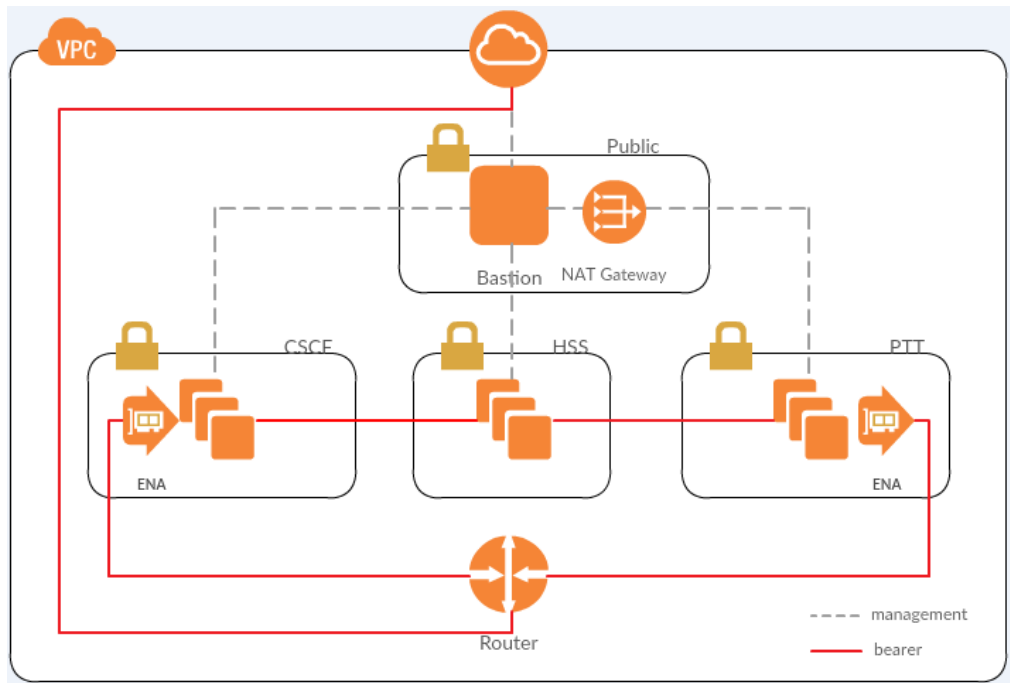 VPC
Public
Bastion
NAT Gateway
CSCF
HSS
PTT
ENA
ENA
Router
management
bearer